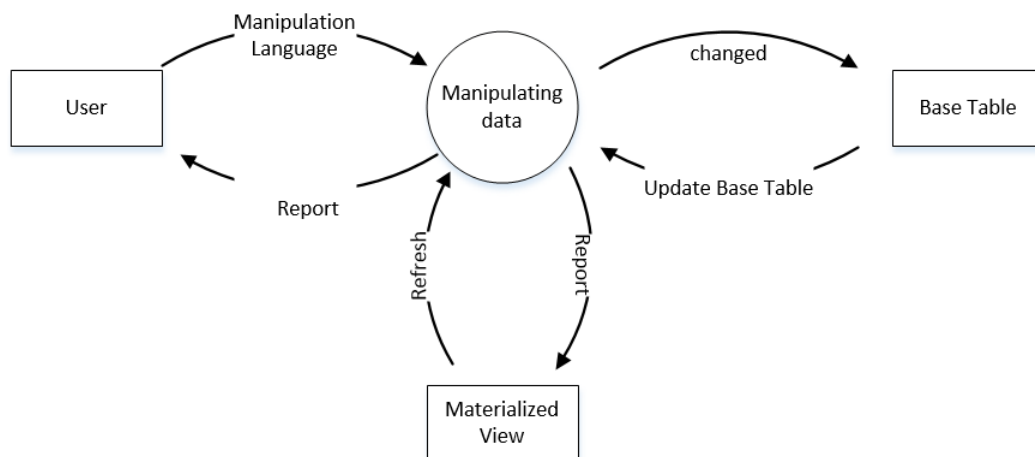 Manipulation
Language
changed
User
Manipulating
data
Base Table
Update Base Table
Report
Refresh
Report
Materialized
View